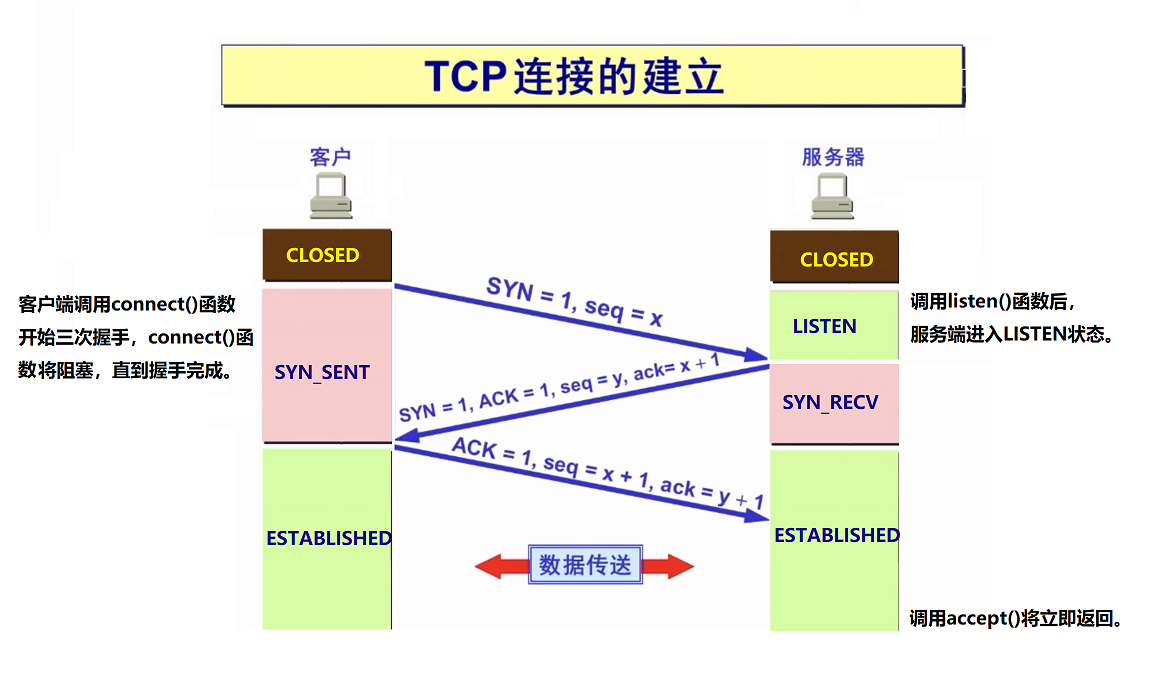 TCP连接的建立
客户
服务器
CLOSED
CLOSED
客户端调用connect()函数
开始三次握手，connect()函
数将阻塞，直到握手完成。
SYN = 1, seq = x
调用listen()函数后，
服务端进入LISTEN状态。
LISTEN
SYN_SENT
SYN = 1, ACK = 1, seq = y, ack= x + 1
SYN_RECV
ACK = 1, seq = x + 1, ack = y + 1
ESTABLISHED
ESTABLISHED
数据传送
调用accept()将立即返回。